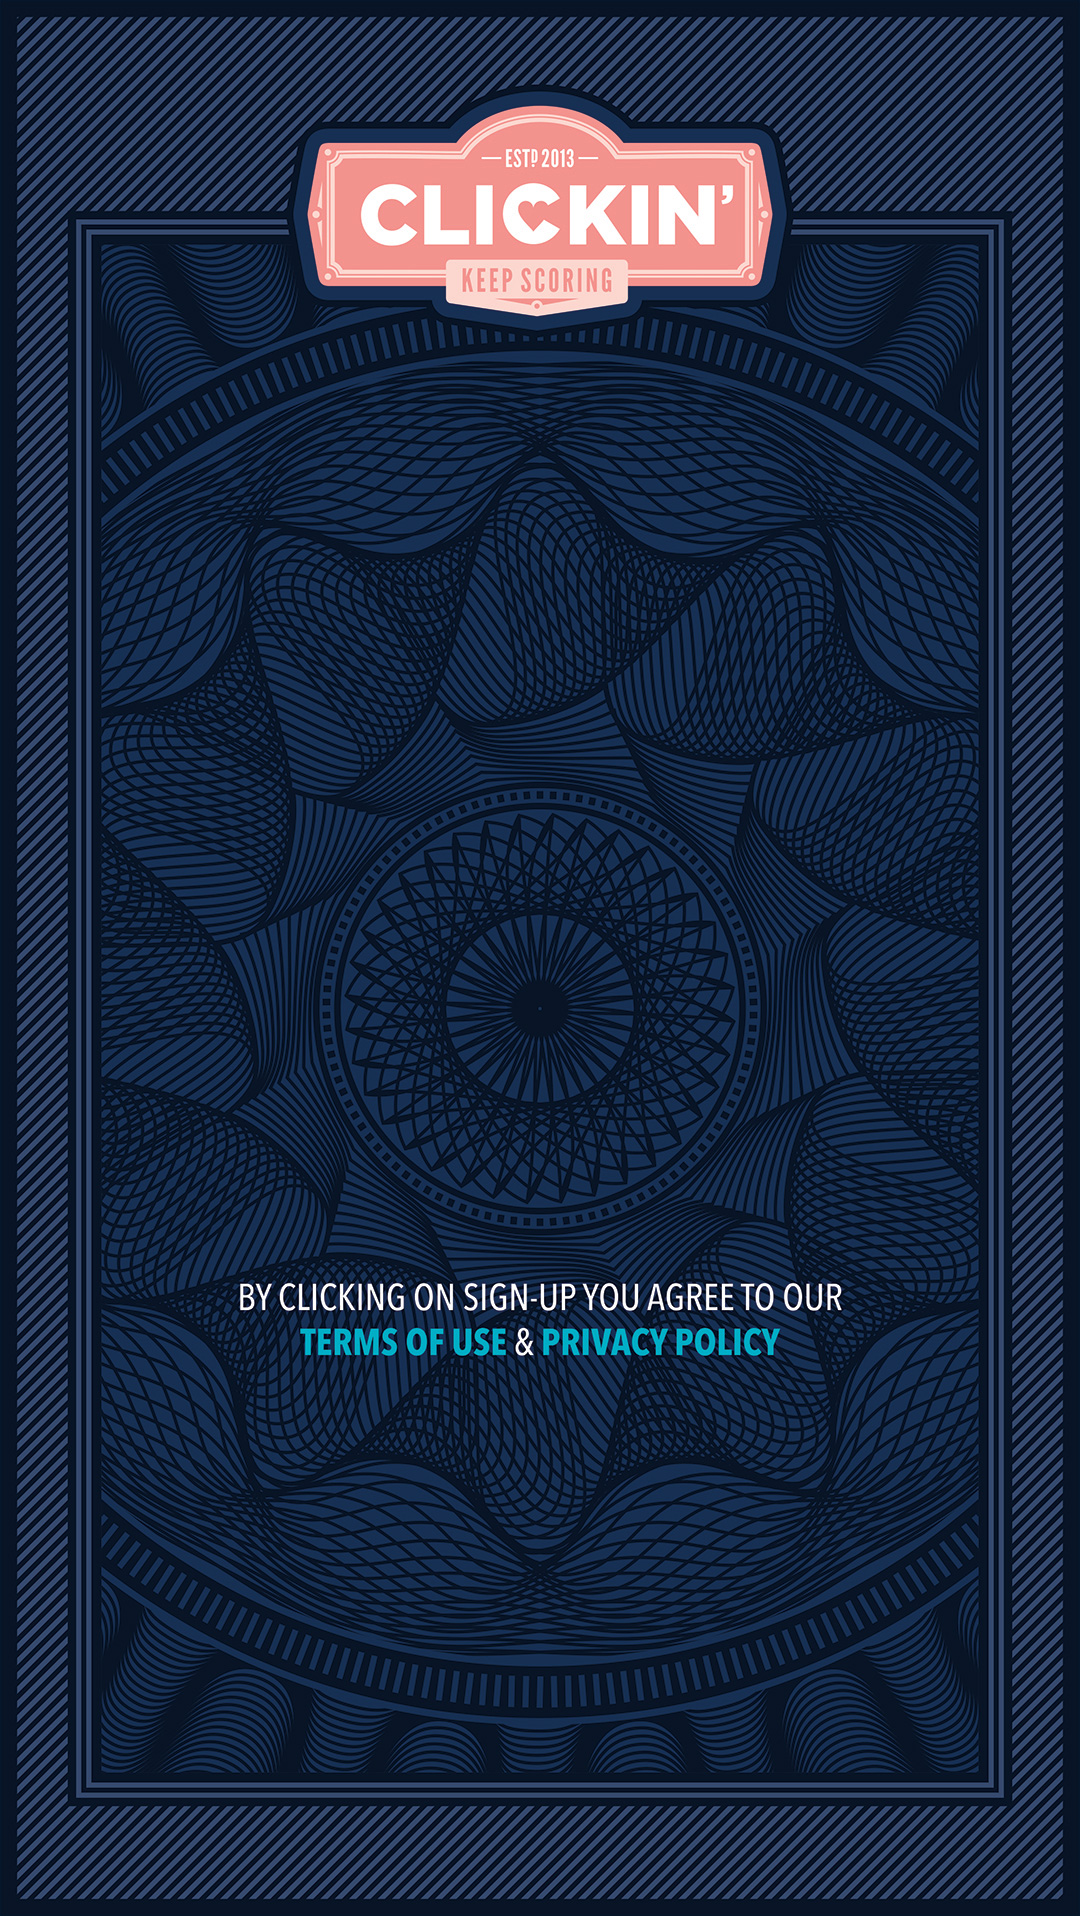 ESTD 2013
CLICKIN'
KEEP SCORING
BY CLICKING ON SIGN-UP YOU AGREE TO OUR
TERMS OF USE & PRIVACY POLICY